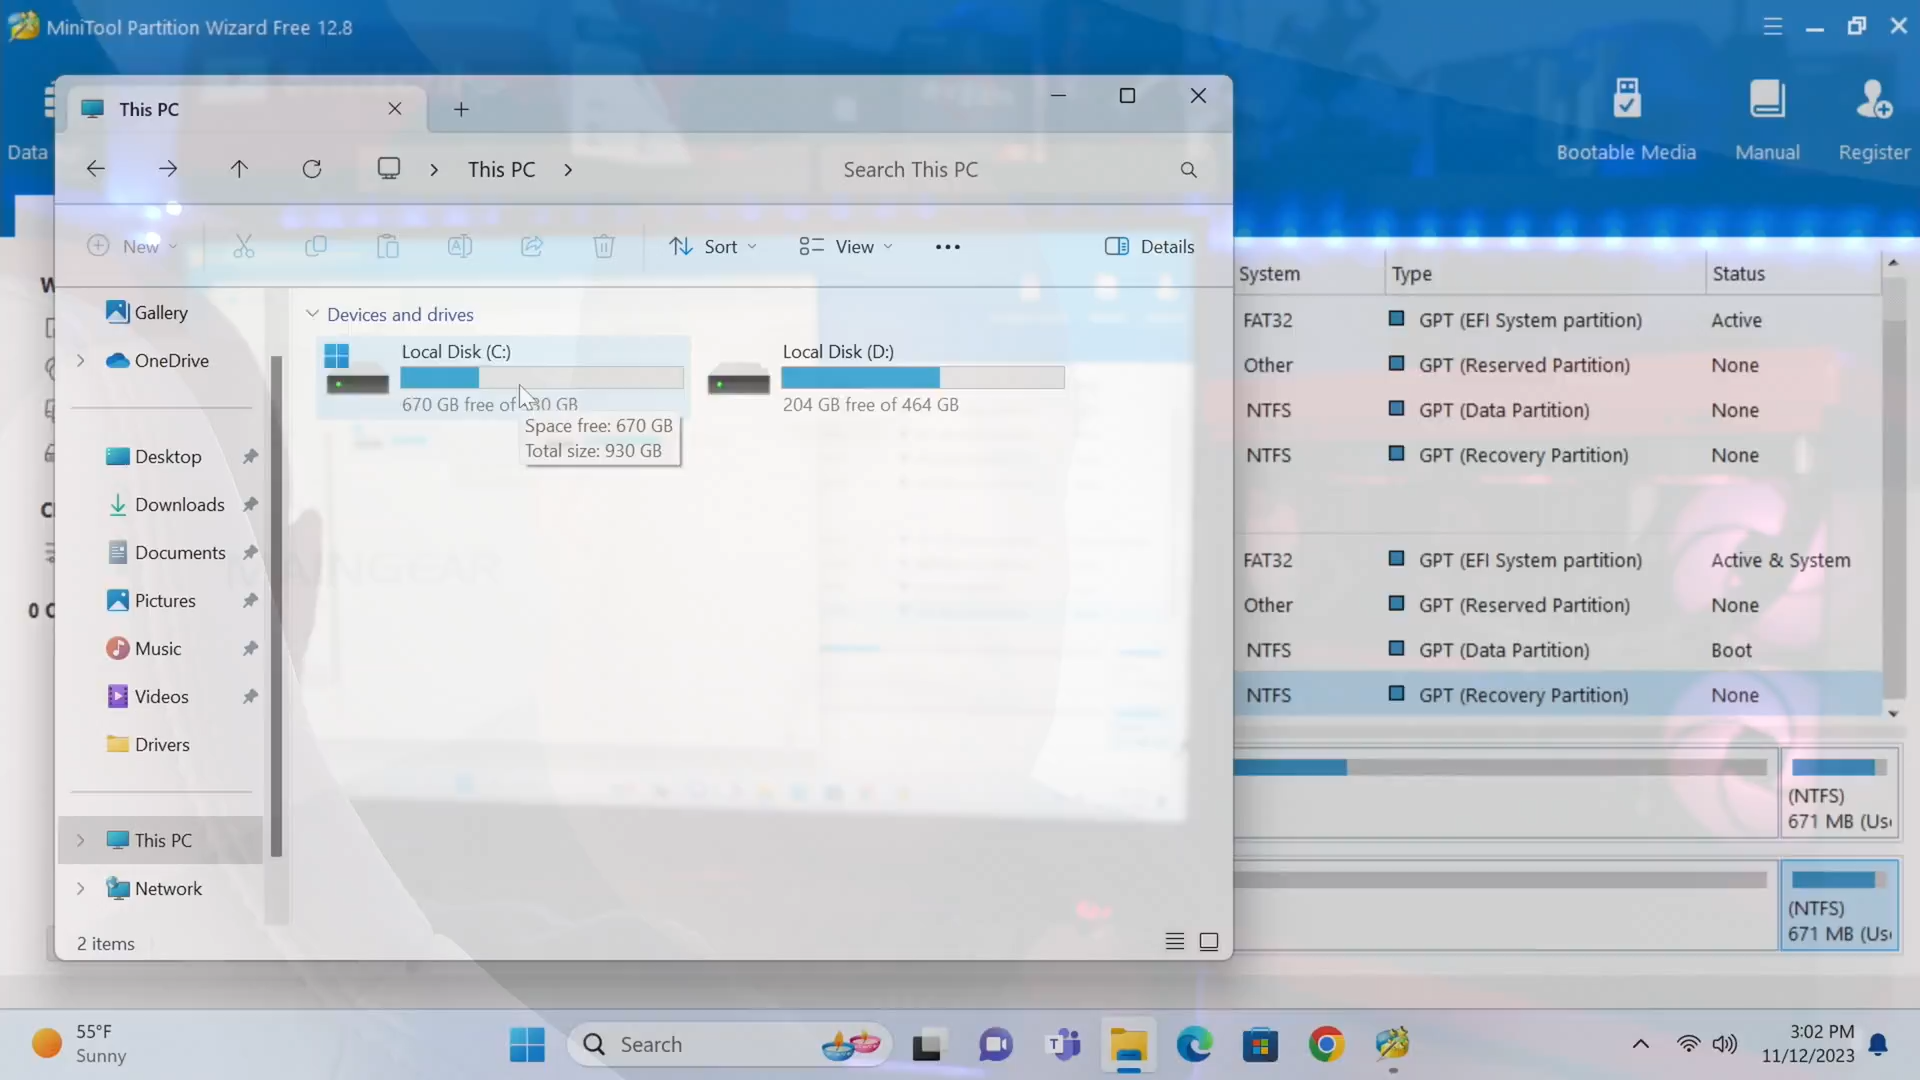 MiniTool Partition Wizard Free 12.8
This PC
Data
Bootable Media
Manual
Register
This PC
Search This PC
New
Sort
View
Details
System
Type
Status
Gallery
Devices and drives
FAT32
GPT (EFI System partition)
Active
OneDrive
Local Disk (C:)
670 GB free of
30 GB
Local Disk (D:)
204 GB free of 464 GB
Space free: 670 GB
Total size: 930 GB
Other
GPT (Reserved Partition)
None
NTFS
GPT (Data Partition)
None
NTFS
GPT (Recovery Partition)
None
Desktop
Downloads
Documents
Pictures
Music
Videos
Drivers
MAINGEAR
FAT32
GPT (EFI System partition)
Active & System
Other
GPT (Reserved Partition)
None
NTFS
GPT (Data Partition)
Boot
NTFS
GPT (Recovery Partition)
None
0
This PC
Network
(NTFS)
671 MB (Us
(NTFS)
671 MB (Us
2 items
55°F
Sunny
Search
3:02 PM
11/12/2023